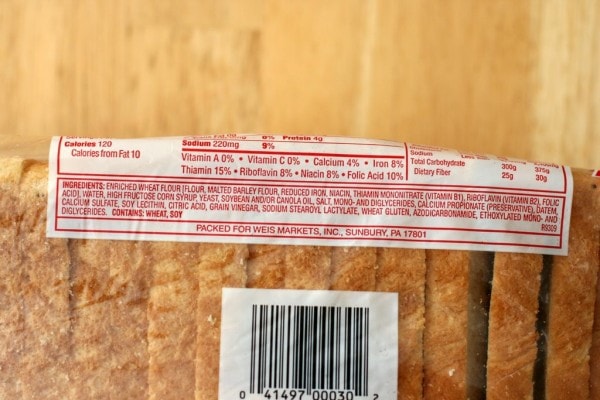 Protein 4g
Calories 120
Calories from Fat 10
Sodium 220mg 9%
Vitamin A 0% • Vitamin C 0% • Calcium 4% • Iron 8%
Thiamin 15% • Riboflavin 8% • Niacin 8% • Folic Acid 10%
Sodium
Total Carbohydrate 300g 375g
Dietary Fiber 25g 30g
INGREDIENTS: ENRICHED WHEAT FLOUR [FLOUR, MALTED BARLEY FLOUR, REDUCED IRON, NIACIN, THIAMIN MONONITRATE (VITAMIN B1), RIBOFLAVIN (VITAMIN B2), FOLIC
ACID], WATER, HIGH FRUCTOSE CORN SYRUP, YEAST, SOYBEAN AND/OR CANOLA OIL, SALT, MONO- AND DIGLYCERIDES, CALCIUM PROPIONATE (PRESERVATIVE), DATEM,
CALCIUM SULFATE, SOY LECITHIN, CITRIC ACID, GRAIN VINEGAR, SODIUM STEAROYL LACTYLATE, WHEAT GLUTEN, AZODICARBONAMIDE, ETHOXYLATED MONO- AND
DIGLYCERIDES. CONTAINS: WHEAT, SOY R9309
PACKED FOR WEIS MARKETS, INC., SUNBURY, PA 17801
0 41497 00030 2